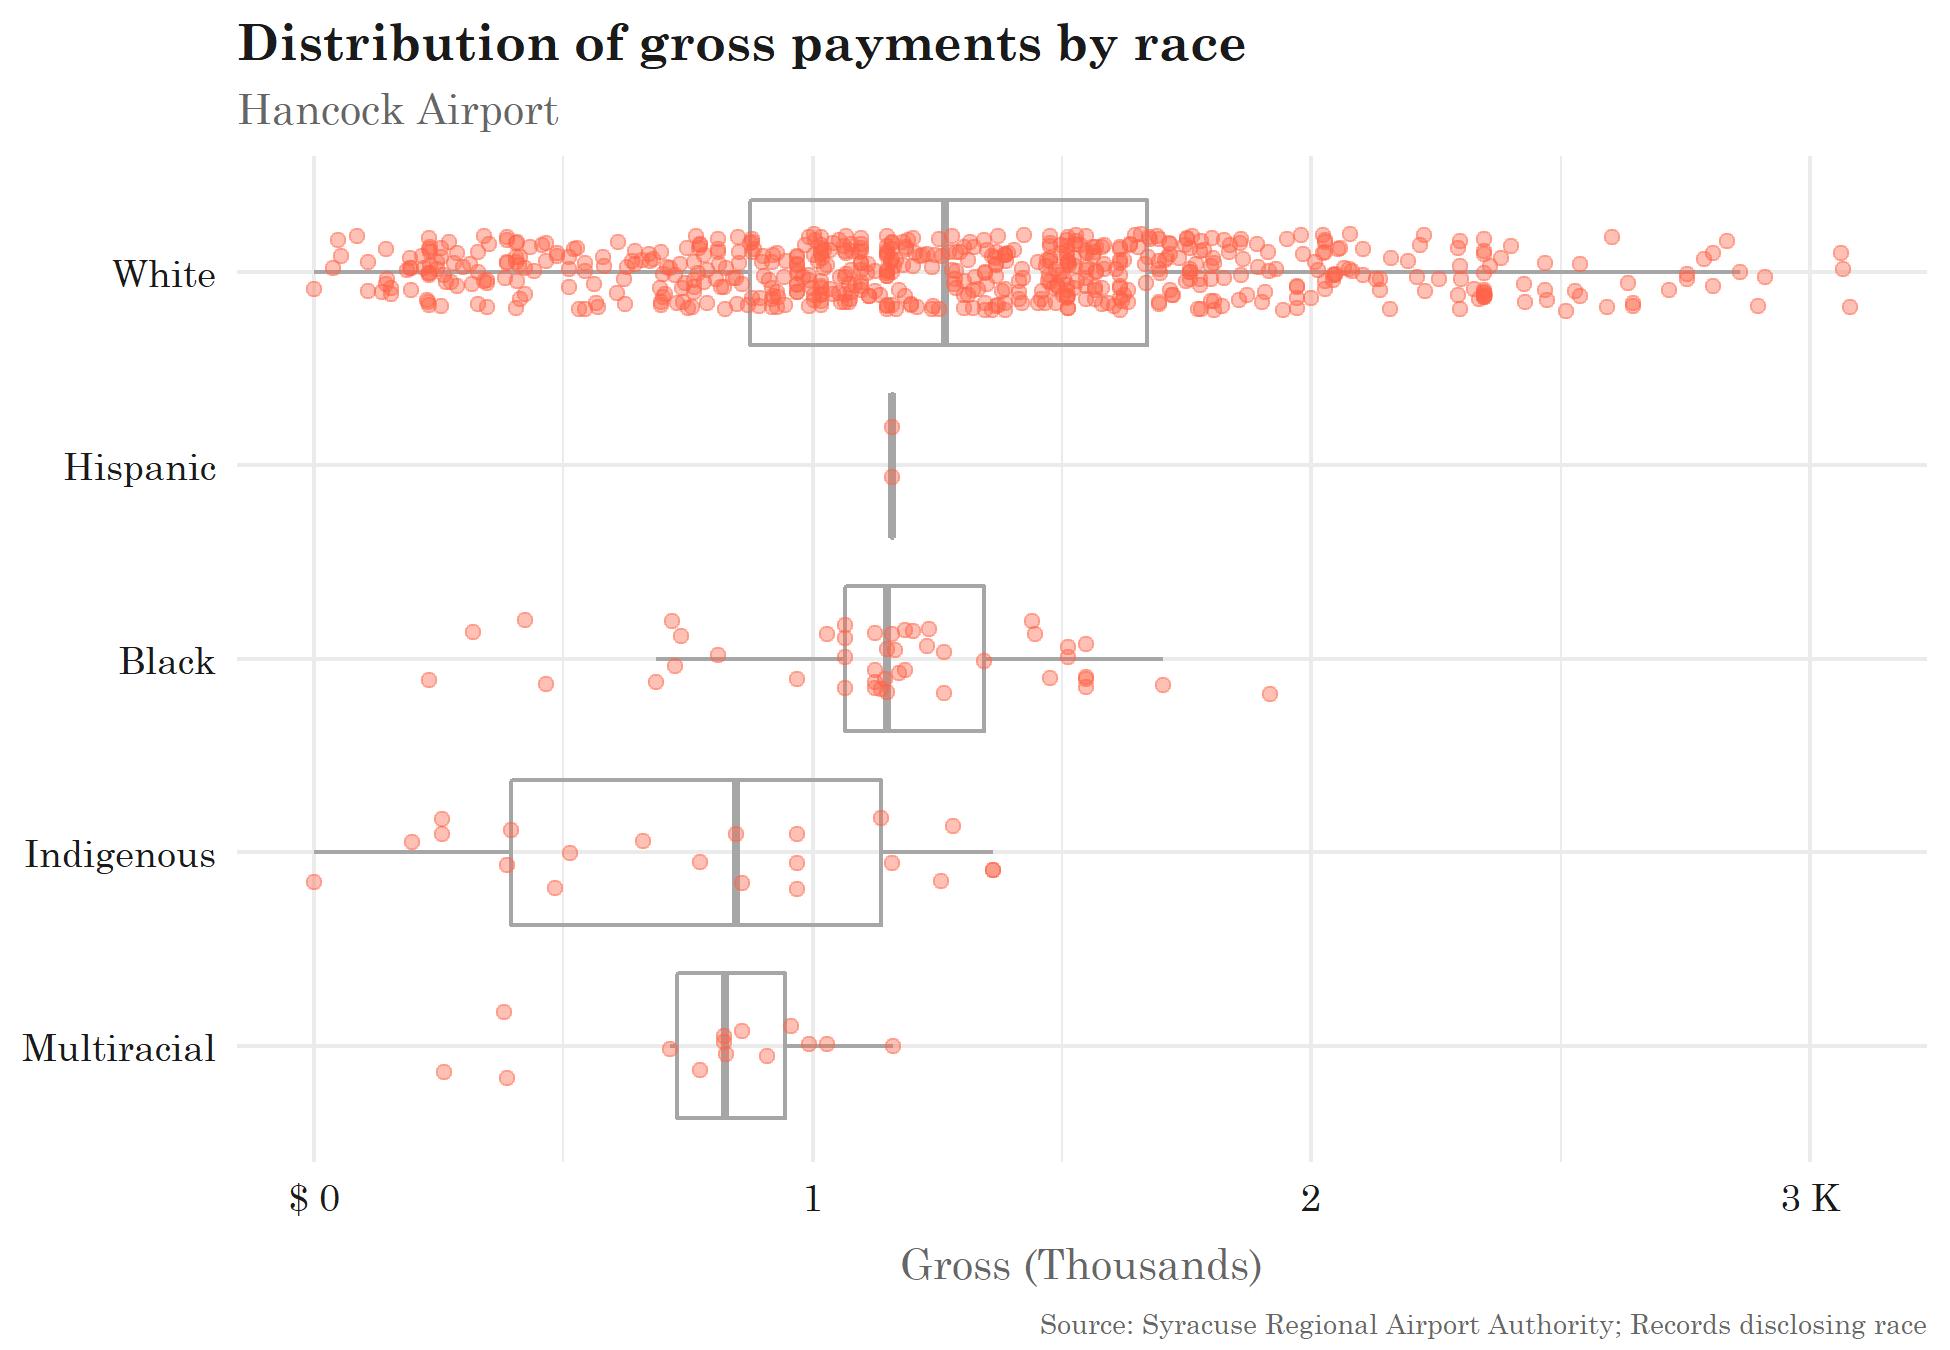 Distribution of gross payments by race
Hancock Airport
White
Hispanic
Black
Indigenous
Multiracial
$ 0 1 2 3 K
Gross (Thousands)
Source: Syracuse Regional Airport Authority; Records disclosing race